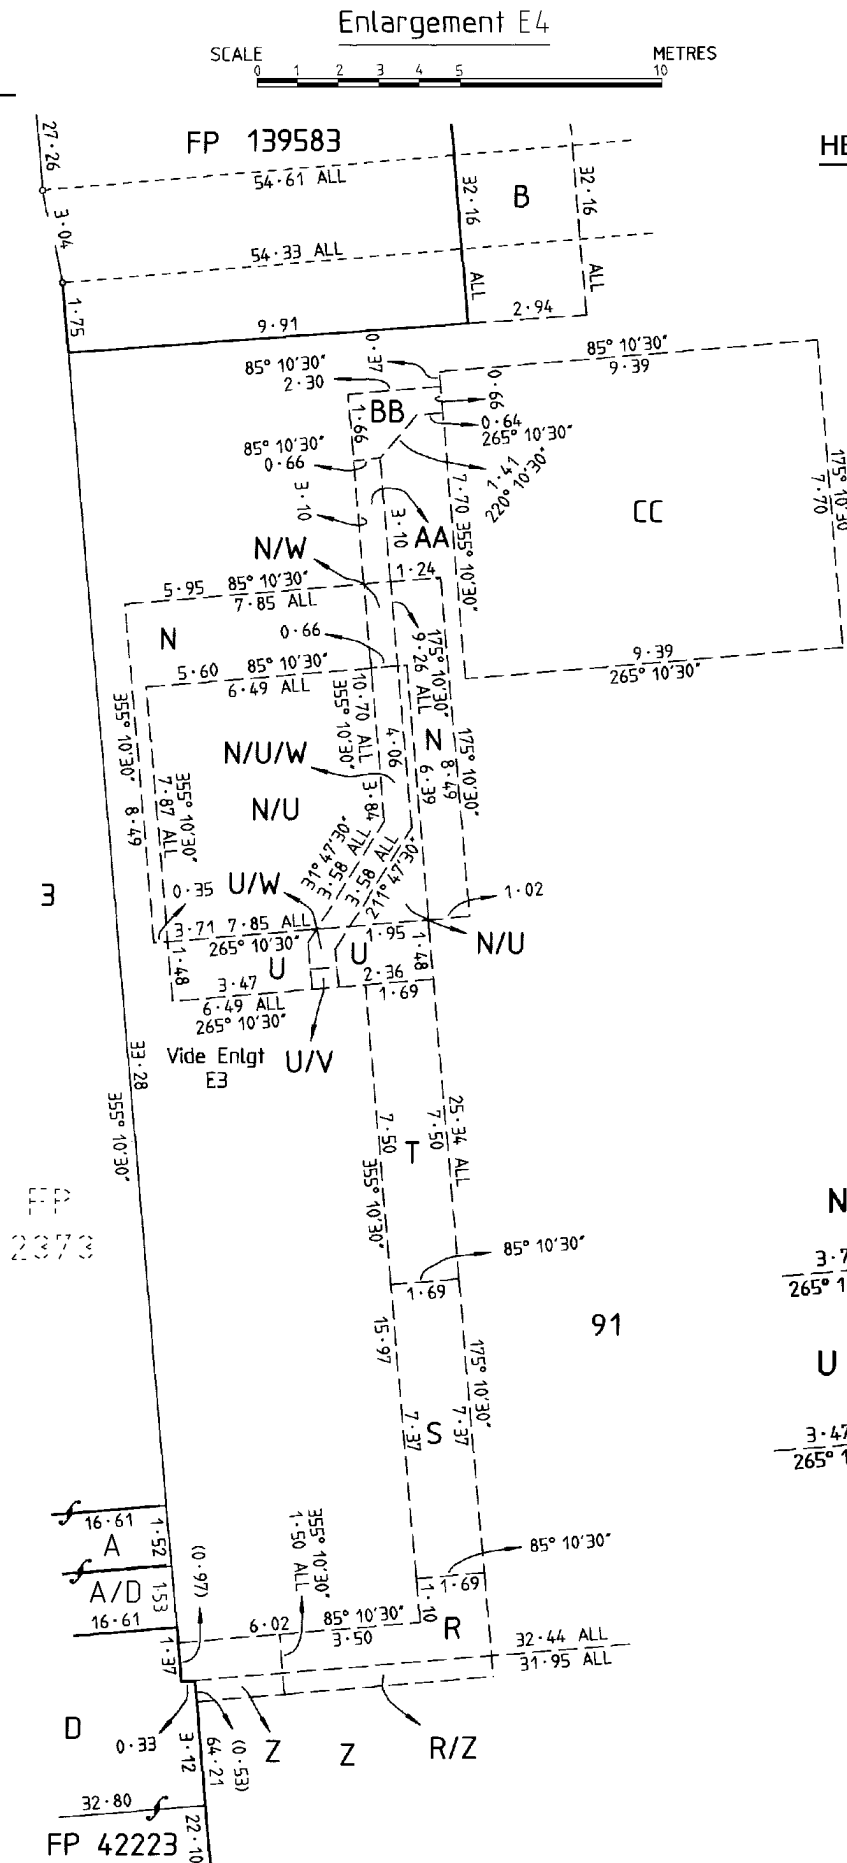 Enlargement E4
SCALE
METRES
0 1 2 3 4 5 10
FP 139583
HE
27·26
54·61 ALL
32·16
B
32·16
3·04
54·33 ALL
ALL
ALL
1·75
9·91
2·94
0·37
85° 10'30"
2·30
85° 10'30"
9·39
0·66
BB
1·66
0·64
265° 10'30"
85° 10'30"
0·66
1·41
220° 10'30"
3·10
7·70
355° 10'30"
175° 10'30
7·70
CC
3·10
AA
N/W
1·24
5·95 85° 10'30"
7·85 ALL
N
0·66
9·26 ALL
175° 10'30"
5·60 85° 10'30"
6·49 ALL
9·39
265° 10'30"
355° 10'30"
8·49
10·70 ALL
355° 10'30"
N/U/W
4·06
N
6·39
8·49
175° 10'30"
355° 10'30"
7·87 ALL
N/U
3·84
31° 47'30"
3·58 ALL
3·58 ALL
211° 47'30"
3
0·35
U/W
1·02
3·71 7·85 ALL
265° 10'30"
1·95
N/U
1·48
U
U
1·48
3·47
6·49 ALL
265° 10'30"
2·36
1·69
Vide Enlgt
E3
U/V
33·28
355° 10'30"
7·50
T
7·50
25·34 ALL
355° 10'30"
FP
2373
N
85° 10'30"
1·69
3·7
265° 1
15·97
91
175° 10'30"
U
7·37
S
7·37
3·47
265° 1
16·61
A
1·52
355° 10'30"
1·50 ALL
85° 10'30"
(0·97)
A/D
1·53
1·69
1·10
16·61
6·02 85° 10'30"
3·50
R
1·37
32·44 ALL
31·95 ALL
D
0·33
3·12
64·21
(0·53)
Z
Z
R/Z
32·80
22·10
FP 42223